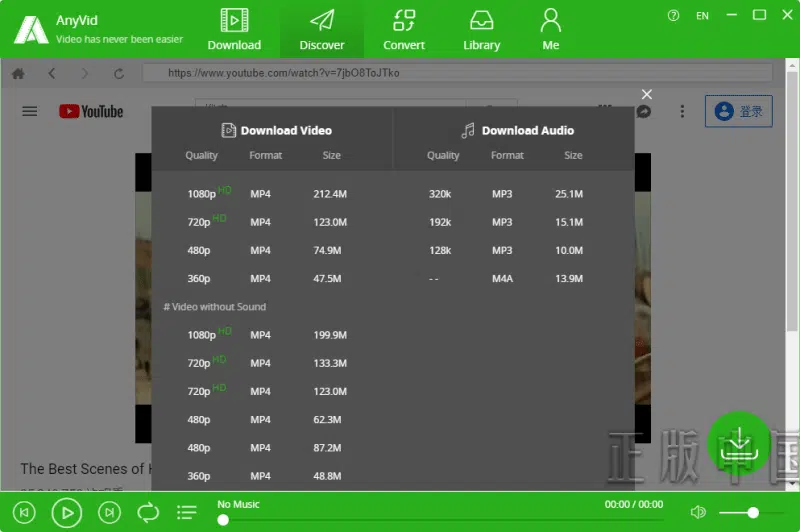 AnyVid
Video has never been easier
Download
Discover
Convert
Library
Me
EN
https://www.youtube.com/watch?v=7jbO8ToJTko
YouTube
登录
Download Video
Quality Format Size
1080p HD MP4 212.4M
720p HD MP4 123.0M
480p MP4 74.9M
360p MP4 47.5M
# Video without Sound
1080p HD MP4 199.9M
720p HD MP4 133.3M
720p HD MP4 123.0M
480p MP4 62.3M
480p MP4 87.2M
360p MP4 48.8M
Download Audio
Quality Format Size
320k MP3 25.1M
192k MP3 15.1M
128k MP3 10.0M
-- M4A 13.9M
The Best Scenes of
正版中国
No Music
00:00 / 00:00